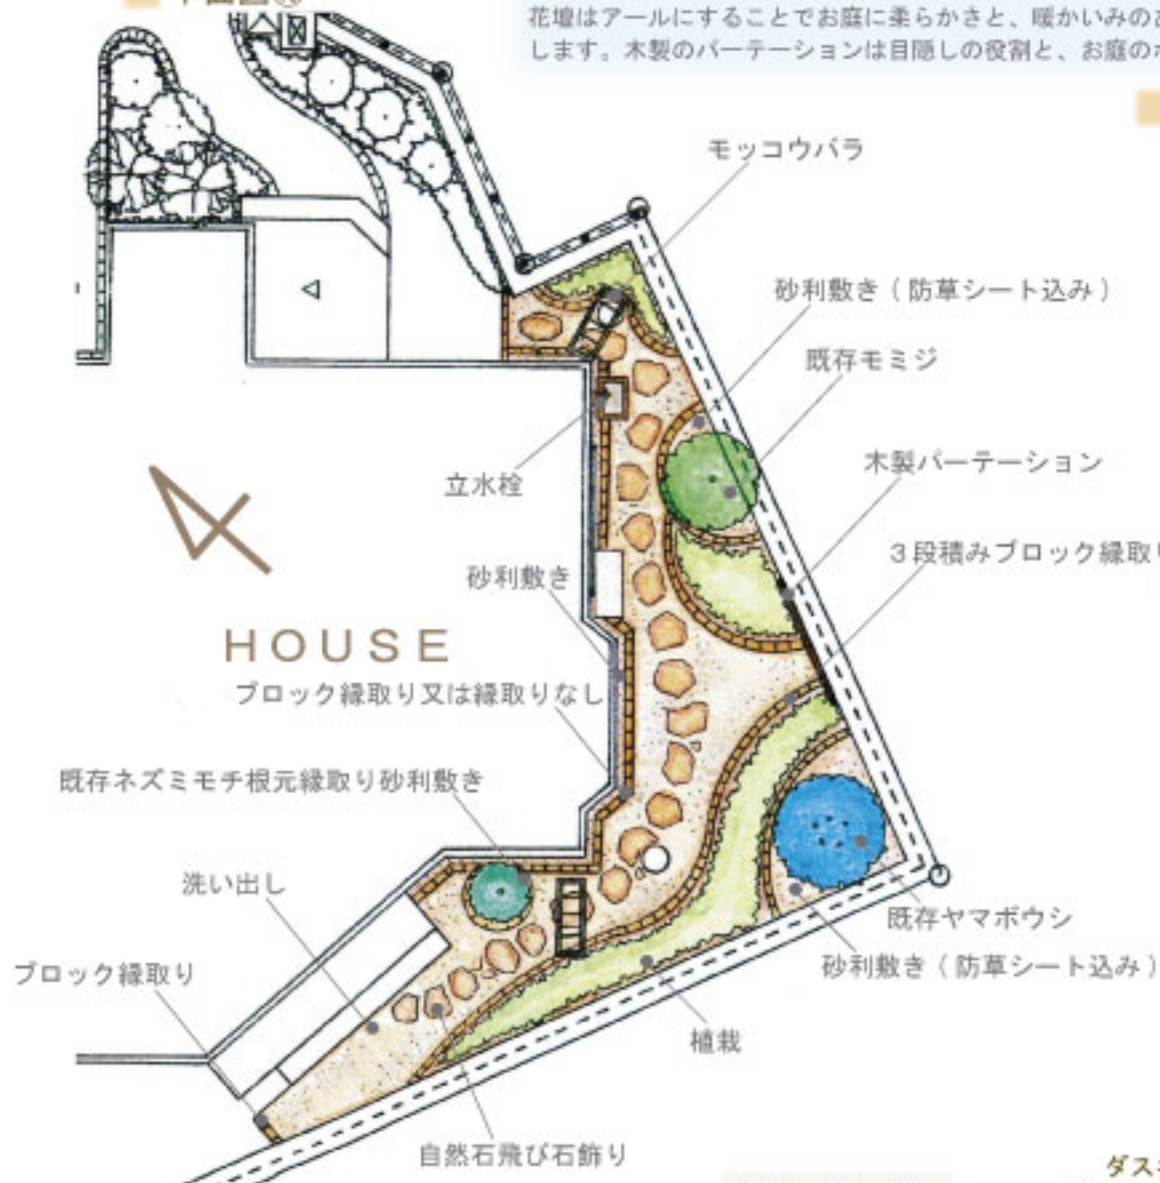 花壇はアールにすることでお庭に柔らかさと、暖かいみの
します。木製のパーテーションは目隠しの役割と、お庭の
モッコウバラ
砂利敷き（防草シート込み）
既存モミジ
木製パーテーション
立水栓
3段積みブロック縁取り
砂利敷き
HOUSE
ブロック縁取り又は縁取りなし
既存ネズミモチ根元縁取り砂利敷き
洗い出し
既存ヤマボウシ
砂利敷き（防草シート込み）
ブロック縁取り
植栽
自然石飛び石飾り
ダス